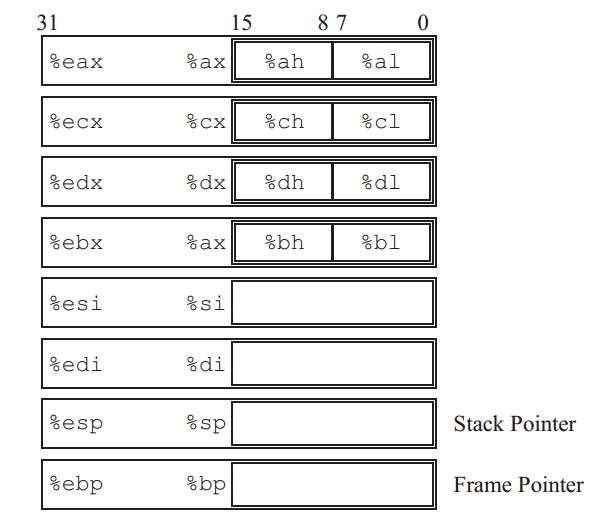 31 15 8 7 0
%eax %ax %ah %al
%ecx %cx %ch %cl
%edx %dx %dh %dl
%ebx %ax %bh %bl
%esi %si
%edi %di
%esp %sp Stack Pointer
%ebp %bp Frame Pointer